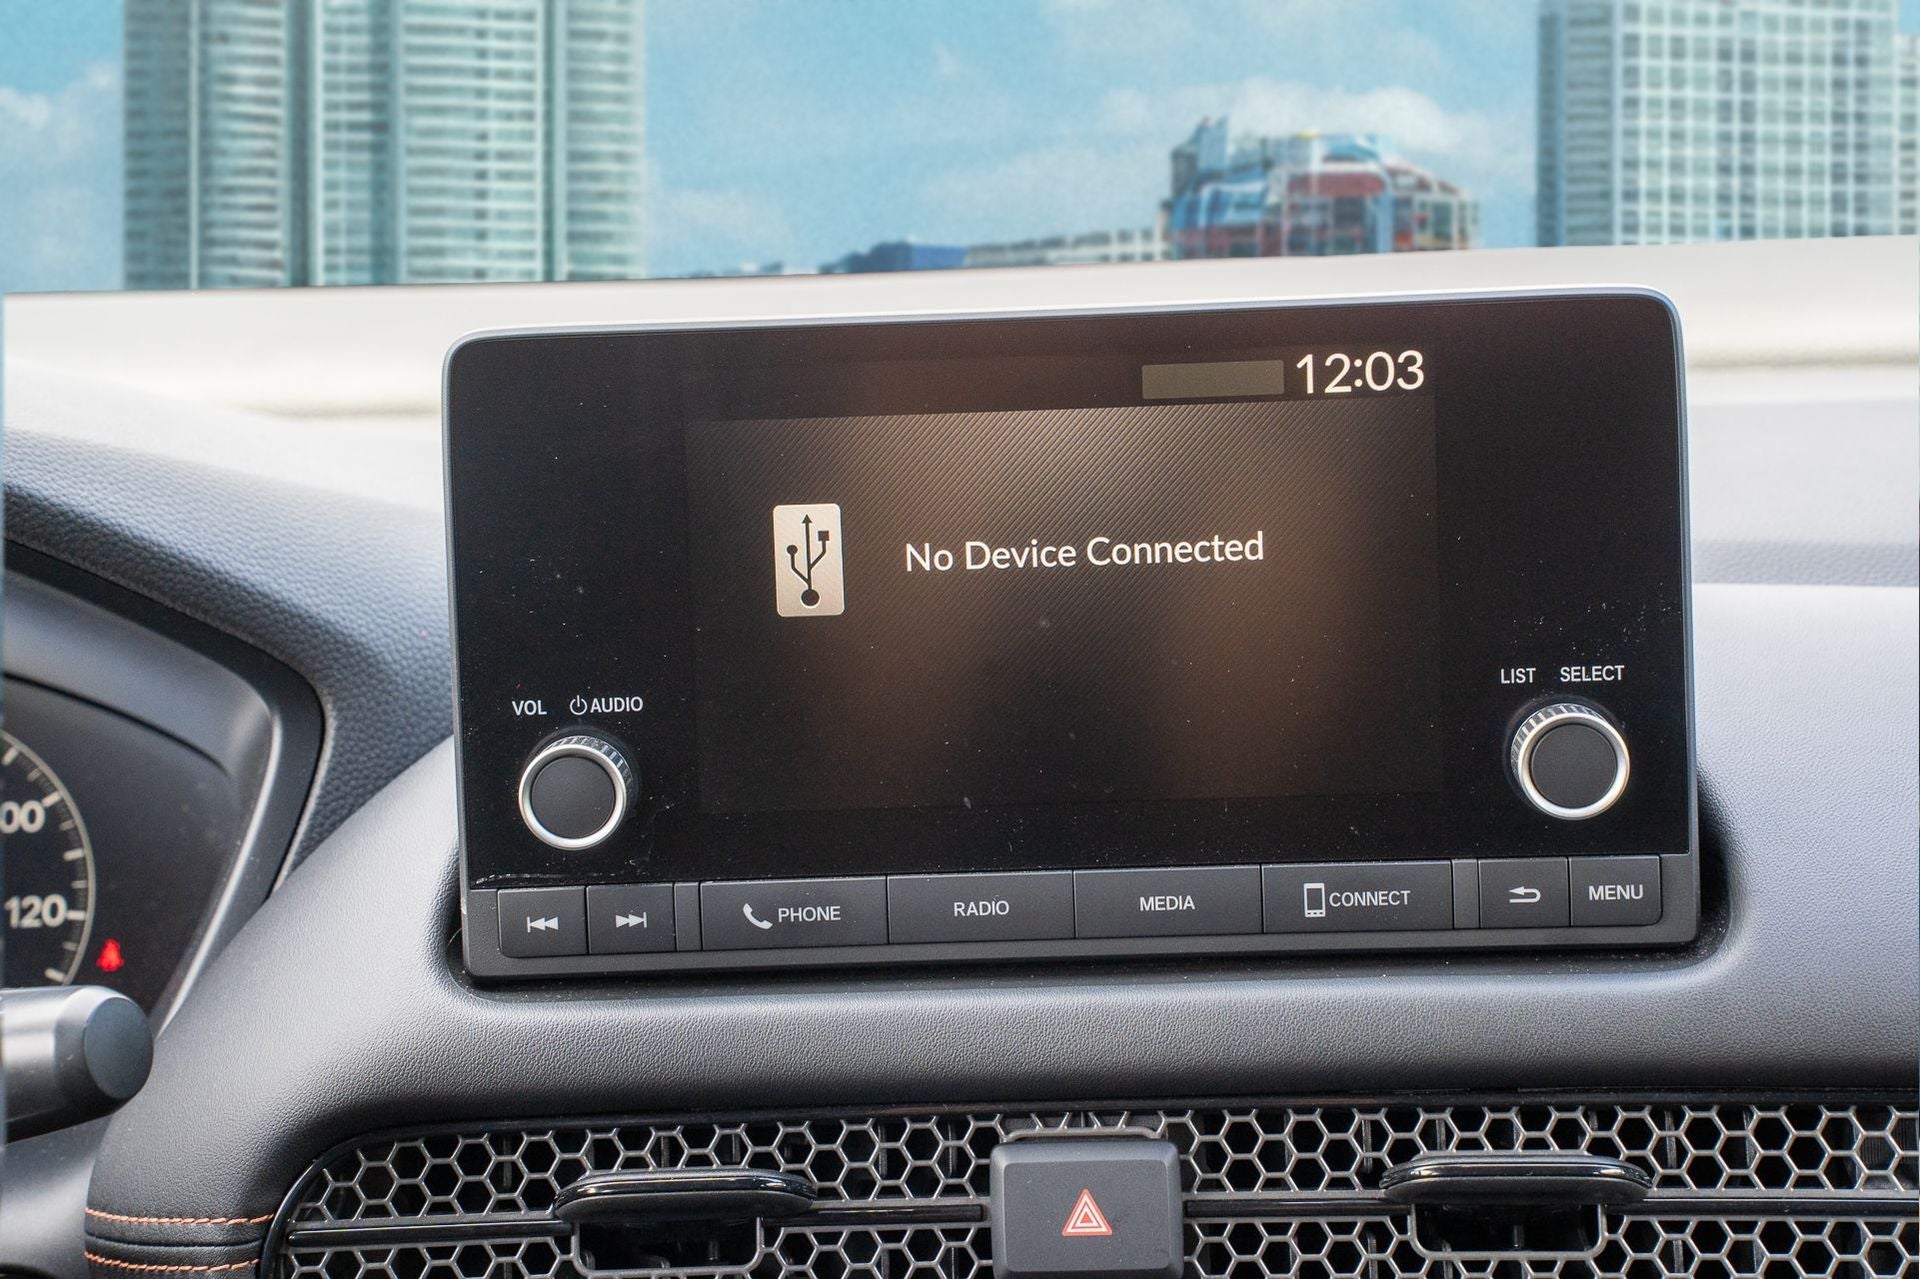 12:03
No Device Connected
LIST SELECT
VOL AUDIO
00
120
PHONE
RADIO
MEDIA
CONNECT
MENU